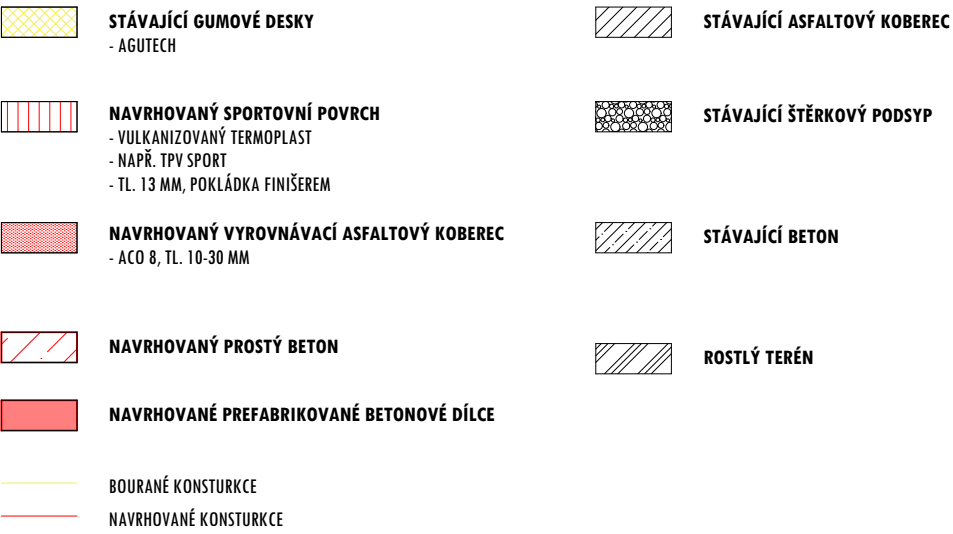 STÁVAJÍCÍ GUMOVÉ DESKY
- AGUTECH
NAVRHOVANÝ SPORTOVNÍ POVRCH
- VULKANIZOVANÝ TERMOPLAST
- NAPŘ. TPV SPORT
- TL. 13 MM, POKLÁDKA FINIŠEREM
NAVRHOVANÝ VYROVNÁVACÍ ASFALTOVÝ KOBEREC
- ACO 8, TL. 10-30 MM
NAVRHOVANÝ PROSTÝ BETON
NAVRHOVANÉ PREFABRIKOVANÉ BETONOVÉ DÍLCE
BOURANÉ KONSTURKCE
NAVRHOVANÉ KONSTURKCE
STÁVAJÍCÍ ASFALTOVÝ KOBEREC
STÁVAJÍCÍ ŠTĚRKOVÝ PODSYP
STÁVAJÍCÍ BETON
ROSTLÝ TERÉN